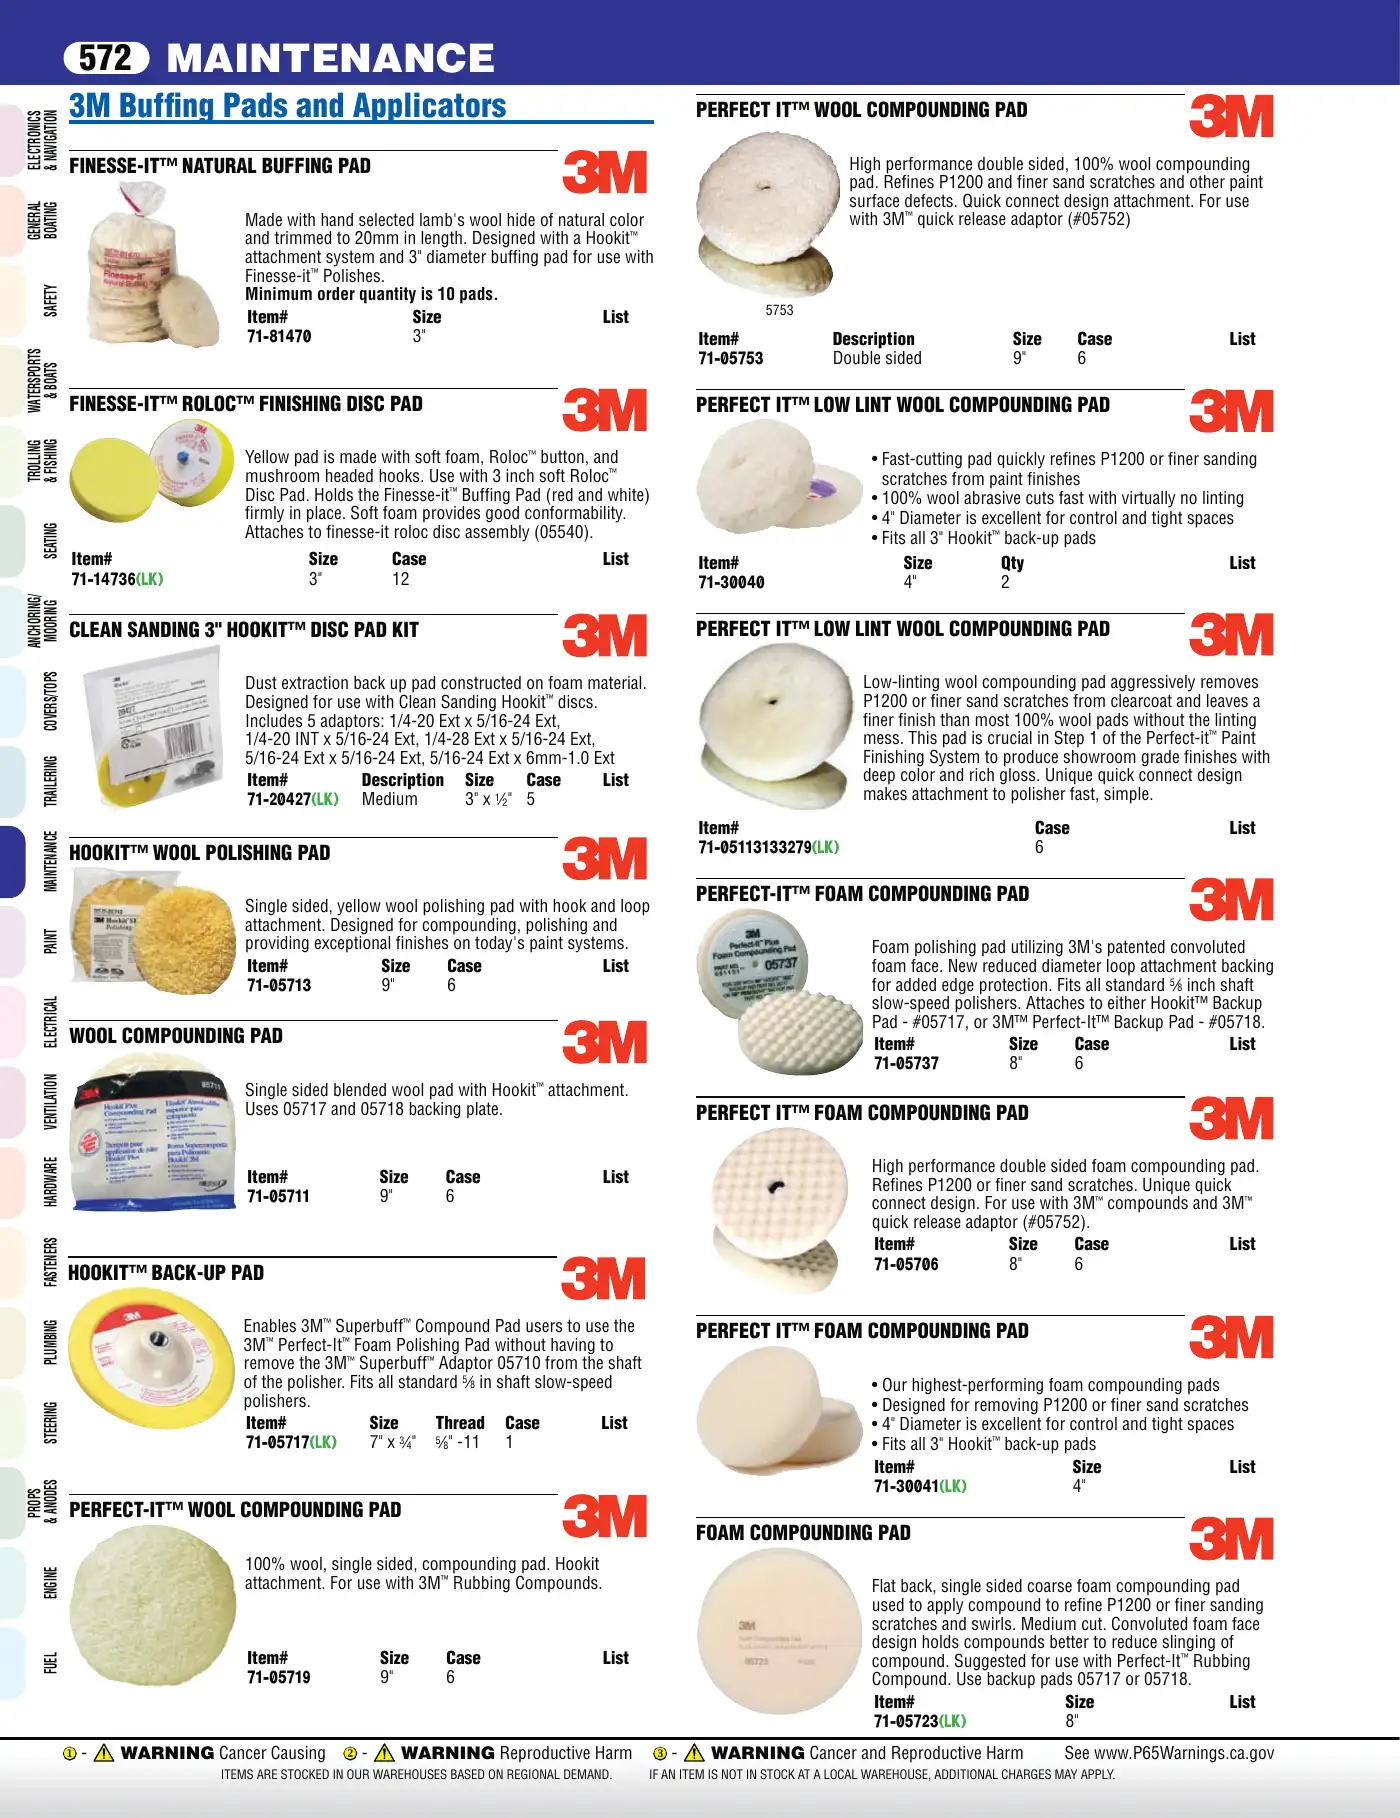 572 MAINTENANCE
3M Buffing Pads and Applicators
FINESSE-IT™ NATURAL BUFFING PAD
3M
Made with hand selected lamb's wool hide of natural color
and trimmed to 20mm in length. Designed with a Hookit™
attachment system and 3" diameter buffing pad for use with
Finesse-it™ Polishes.
Minimum order quantity is 10 pads.
Item# Size List
71-81470 3"
FINESSE-IT™ ROLOC™ FINISHING DISC PAD
3M
Yellow pad is made with soft foam, Roloc™ button, and
mushroom headed hooks. Use with 3 inch soft Roloc™
Disc Pad. Holds the Finesse-it™ Buffing Pad (red and white)
firmly in place. Soft foam provides good conformability.
Attaches to finesse-it roloc disc assembly (05540).
Item# Size Case List
71-14736(LK) 3" 12
CLEAN SANDING 3" HOOKIT™ DISC PAD KIT
3M
Dust extraction back up pad constructed on foam material.
Designed for use with Clean Sanding Hookit™ discs.
Includes 5 adaptors: 1/4-20 Ext x 5/16-24 Ext,
1/4-20 INT x 5/16-24 Ext, 1/4-28 Ext x 5/16-24 Ext,
5/16-24 Ext x 5/16-24 Ext, 5/16-24 Ext x 6mm-1.0 Ext
Item# Description Size Case List
71-20427(LK) Medium 3" x ½" 5
HOOKIT™ WOOL POLISHING PAD
3M
Single sided, yellow wool polishing pad with hook and loop
attachment. Designed for compounding, polishing and
providing exceptional finishes on today's paint systems.
Item# Size Case List
71-05713 9" 6
WOOL COMPOUNDING PAD
3M
Single sided blended wool pad with Hookit™ attachment.
Uses 05717 and 05718 backing plate.
Item# Size Case List
71-05711 9" 6
HOOKIT™ BACK-UP PAD
3M
Enables 3M™ Superbuff™ Compound Pad users to use the
3M™ Perfect-It™ Foam Polishing Pad without having to
remove the 3M™ Superbuff™ Adaptor 05710 from the shaft
of the polisher. Fits all standard ⅝ in shaft slow-speed
polishers.
Item# Size Thread Case List
71-05717(LK) 7" x ¾" ⅝" -11 1
PERFECT-IT™ WOOL COMPOUNDING PAD
3M
100% wool, single sided, compounding pad. Hookit
attachment. For use with 3M™ Rubbing Compounds.
Item# Size Case List
71-05719 9" 6
PERFECT IT™ WOOL COMPOUNDING PAD
3M
High performance double sided, 100% wool compounding
pad. Refines P1200 and finer sand scratches and other paint
surface defects. Quick connect design attachment. For use
with 3M™ quick release adaptor (#05752)
5753
Item# Description Size Case List
71-05753 Double sided 9" 6
PERFECT IT™ LOW LINT WOOL COMPOUNDING PAD
3M
• Fast-cutting pad quickly refines P1200 or finer sanding
scratches from paint finishes
• 100% wool abrasive cuts fast with virtually no linting
• 4" Diameter is excellent for control and tight spaces
• Fits all 3" Hookit™ back-up pads
Item# Size Qty List
71-30040 4" 2
PERFECT IT™ LOW LINT WOOL COMPOUNDING PAD
3M
Low-linting wool compounding pad aggressively removes
P1200 or finer sand scratches from clearcoat and leaves a
finer finish than most 100% wool pads without the linting
mess. This pad is crucial in Step 1 of the Perfect-it™ Paint
Finishing System to produce showroom grade finishes with
deep color and rich gloss. Unique quick connect design
makes attachment to polisher fast, simple.
Item# Case List
71-05113133279(LK) 6
PERFECT-IT™ FOAM COMPOUNDING PAD
3M
Foam polishing pad utilizing 3M's patented convoluted
foam face. New reduced diameter loop attachment backing
for added edge protection. Fits all standard ⅝ inch shaft
slow-speed polishers. Attaches to either Hookit™ Backup
Pad - #05717, or 3M™ Perfect-It™ Backup Pad - #05718.
Item# Size Case List
71-05737 8" 6
PERFECT IT™ FOAM COMPOUNDING PAD
3M
High performance double sided foam compounding pad.
Refines P1200 or finer sand scratches. Unique quick
connect design. For use with 3M™ compounds and 3M™
quick release adaptor (#05752).
Item# Size Case List
71-05706 8" 6
PERFECT IT™ FOAM COMPOUNDING PAD
3M
• Our highest-performing foam compounding pads
• Designed for removing P1200 or finer sand scratches
• 4" Diameter is excellent for control and tight spaces
• Fits all 3" Hookit™ back-up pads
Item# Size List
71-30041(LK) 4"
FOAM COMPOUNDING PAD
3M
Flat back, single sided coarse foam compounding pad
used to apply compound to refine P1200 or finer sanding
scratches and swirls. Medium cut. Convoluted foam face
design holds compounds better to reduce slinging of
compound. Suggested for use with Perfect-It™ Rubbing
Compound. Use backup pads 05717 or 05718.
Item# Size List
71-05723(LK) 8"
ELECTRONICS
& NAVIGATION
GENERAL
BOATING
SAFETY
WATERSPORTS
& BOATS
TROLLING
& FISHING
SEATING
ANCHORING/
MOORING
COVERS/TOPS
TRAILERING
MAINTENANCE
PAINT
ELECTRICAL
VENTILATION
HARDWARE
FASTENERS
PLUMBING
STEERING
PROPS
& ANODES
ENGINE
FUEL
1 - WARNING Cancer Causing 2 - WARNING Reproductive Harm 3 - WARNING Cancer and Reproductive Harm See www.P65Warnings.ca.gov
ITEMS ARE STOCKED IN OUR WAREHOUSES BASED ON REGIONAL DEMAND. IF AN ITEM IS NOT IN STOCK AT A LOCAL WAREHOUSE, ADDITIONAL CHARGES MAY APPLY.